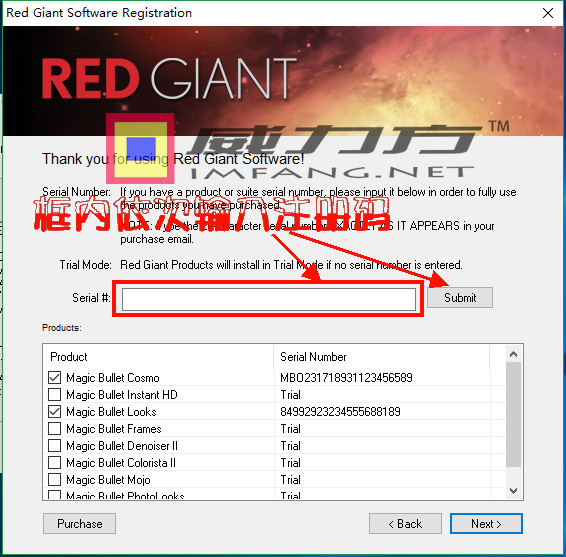 Red Giant Software Registration
RED GIANT
威力方™
IMFANG.NET
Thank you for using Red Giant Software!
Serial Number: If you have a product or suite serial number, please input it below in order to fully use
the products you have purchased.
框内依次输入注册码
NOTE: Type the character serial number EXACTLY AS IT APPEARS in your
purchase email.
Trial Mode: Red Giant Products will install in Trial Mode if no serial number is entered.
Serial #:
Submit
Products:
Product Serial Number
Magic Bullet Cosmo MBO231718931123456589
Magic Bullet Instant HD Trial
Magic Bullet Looks 84992923234555688189
Magic Bullet Frames Trial
Magic Bullet Denoiser II Trial
Magic Bullet Colorista II Trial
Magic Bullet Mojo Trial
Magic Bullet PhotoLooks Trial
Purchase
< Back
Next >